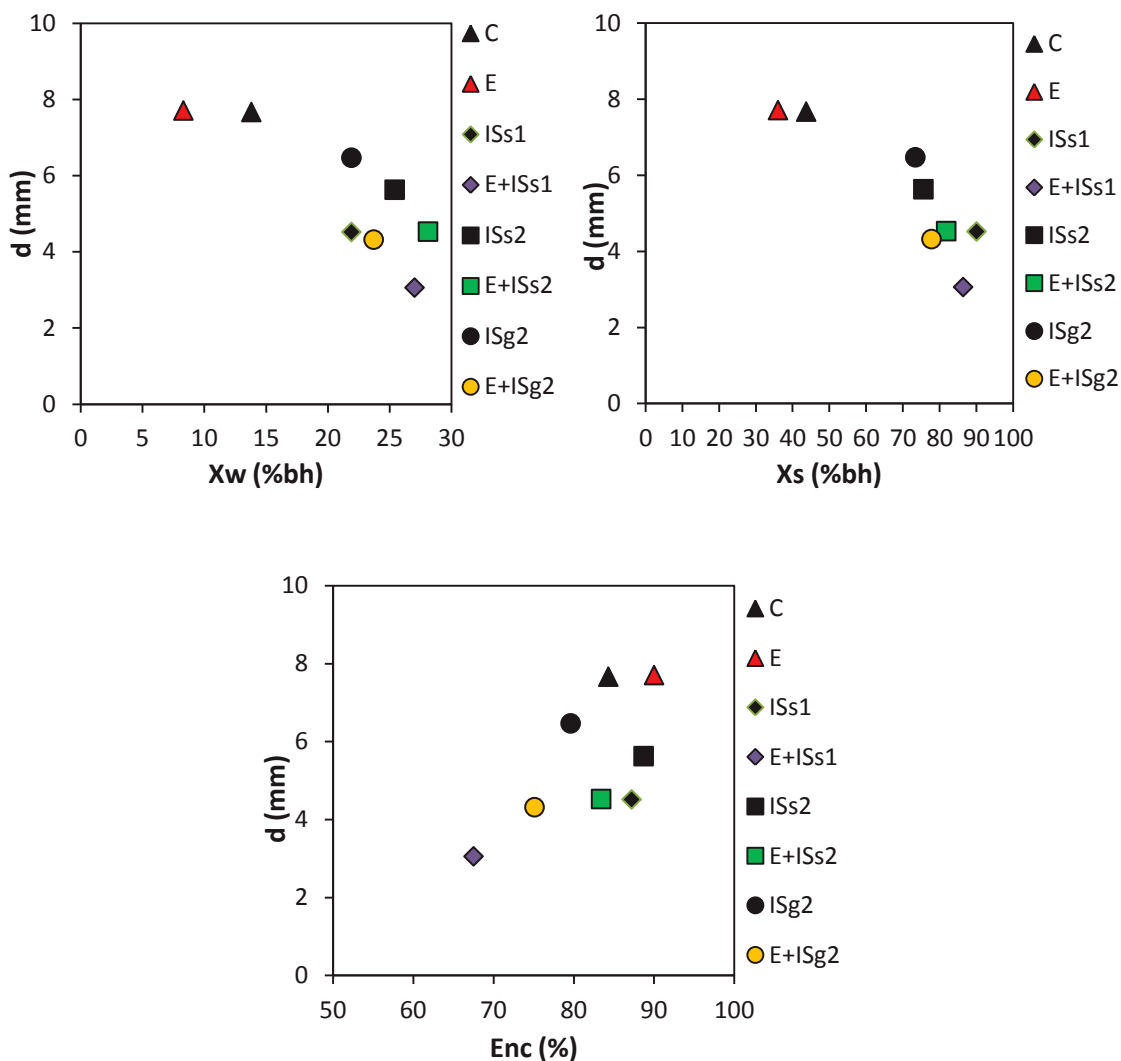 10
8
6
4
2
0
d (mm)
0 5 10 15 20 25 30
Xw (%bh)
C
E
ISs1
E+ISs1
ISs2
E+ISs2
ISg2
E+ISg2
10
8
6
4
2
0
d (mm)
0 10 20 30 40 50 60 70 80 90 100
Xs (%bh)
C
E
ISs1
E+ISs1
ISs2
E+ISs2
ISg2
E+ISg2
10
8
6
4
2
0
d (mm)
50 60 70 80 90 100
Enc (%)
C
E
ISs1
E+ISs1
ISs2
E+ISs2
ISg2
E+ISg2